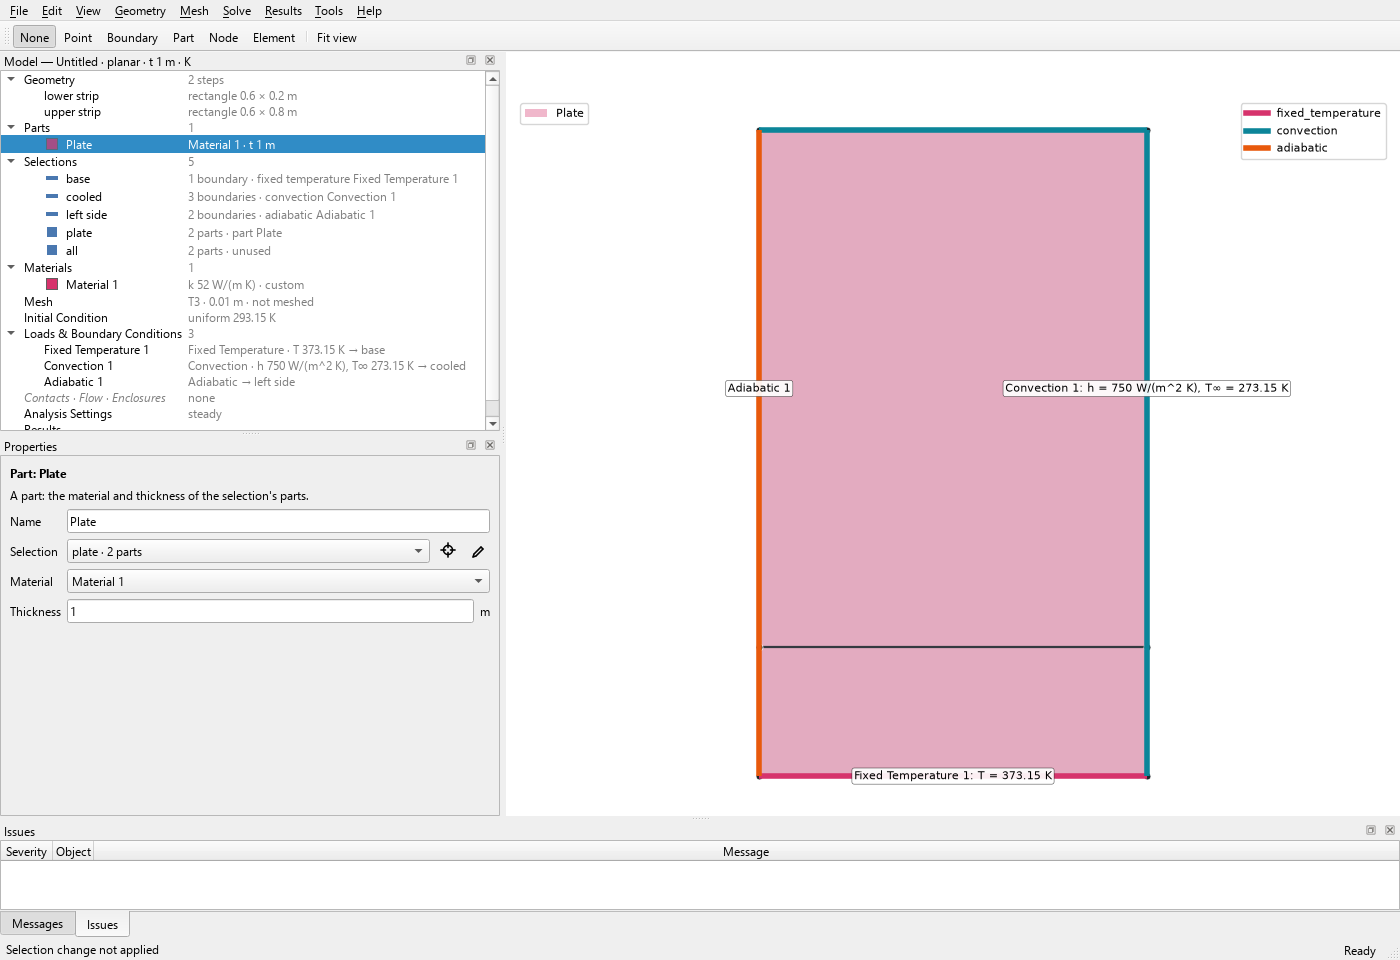 File Edit View Geometry Mesh Solve Results Tools Help
None Point Boundary Part Node Element Fit view
Model — Untitled · planar · t 1 m · K
Geometry 2 steps
lower strip rectangle 0.6 × 0.2 m
upper strip rectangle 0.6 × 0.8 m
Parts 1
Plate Material 1 · t 1 m
Selections 5
base 1 boundary · fixed temperature Fixed Temperature 1
cooled 3 boundaries · convection Convection 1
left side 2 boundaries · adiabatic Adiabatic 1
plate 2 parts · part Plate
all 2 parts · unused
Materials 1
Material 1 k 52 W/(m K) · custom
Mesh T3 · 0.01 m · not meshed
Initial Condition uniform 293.15 K
Loads & Boundary Conditions 3
Fixed Temperature 1 Fixed Temperature · T 373.15 K → base
Convection 1 Convection · h 750 W/(m^2 K), T∞ 273.15 K → cooled
Adiabatic 1 Adiabatic → left side
Contacts · Flow · Enclosures none
Analysis Settings steady
Results
Properties
Part: Plate
A part: the material and thickness of the selection's parts.
Name Plate
Selection plate · 2 parts
Material Material 1
Thickness 1 m
Plate
fixed_temperature
convection
adiabatic
Adiabatic 1
Convection 1: h = 750 W/(m^2 K), T∞ = 273.15 K
Fixed Temperature 1: T = 373.15 K
Issues
Severity Object Message
Messages Issues
Selection change not applied Ready